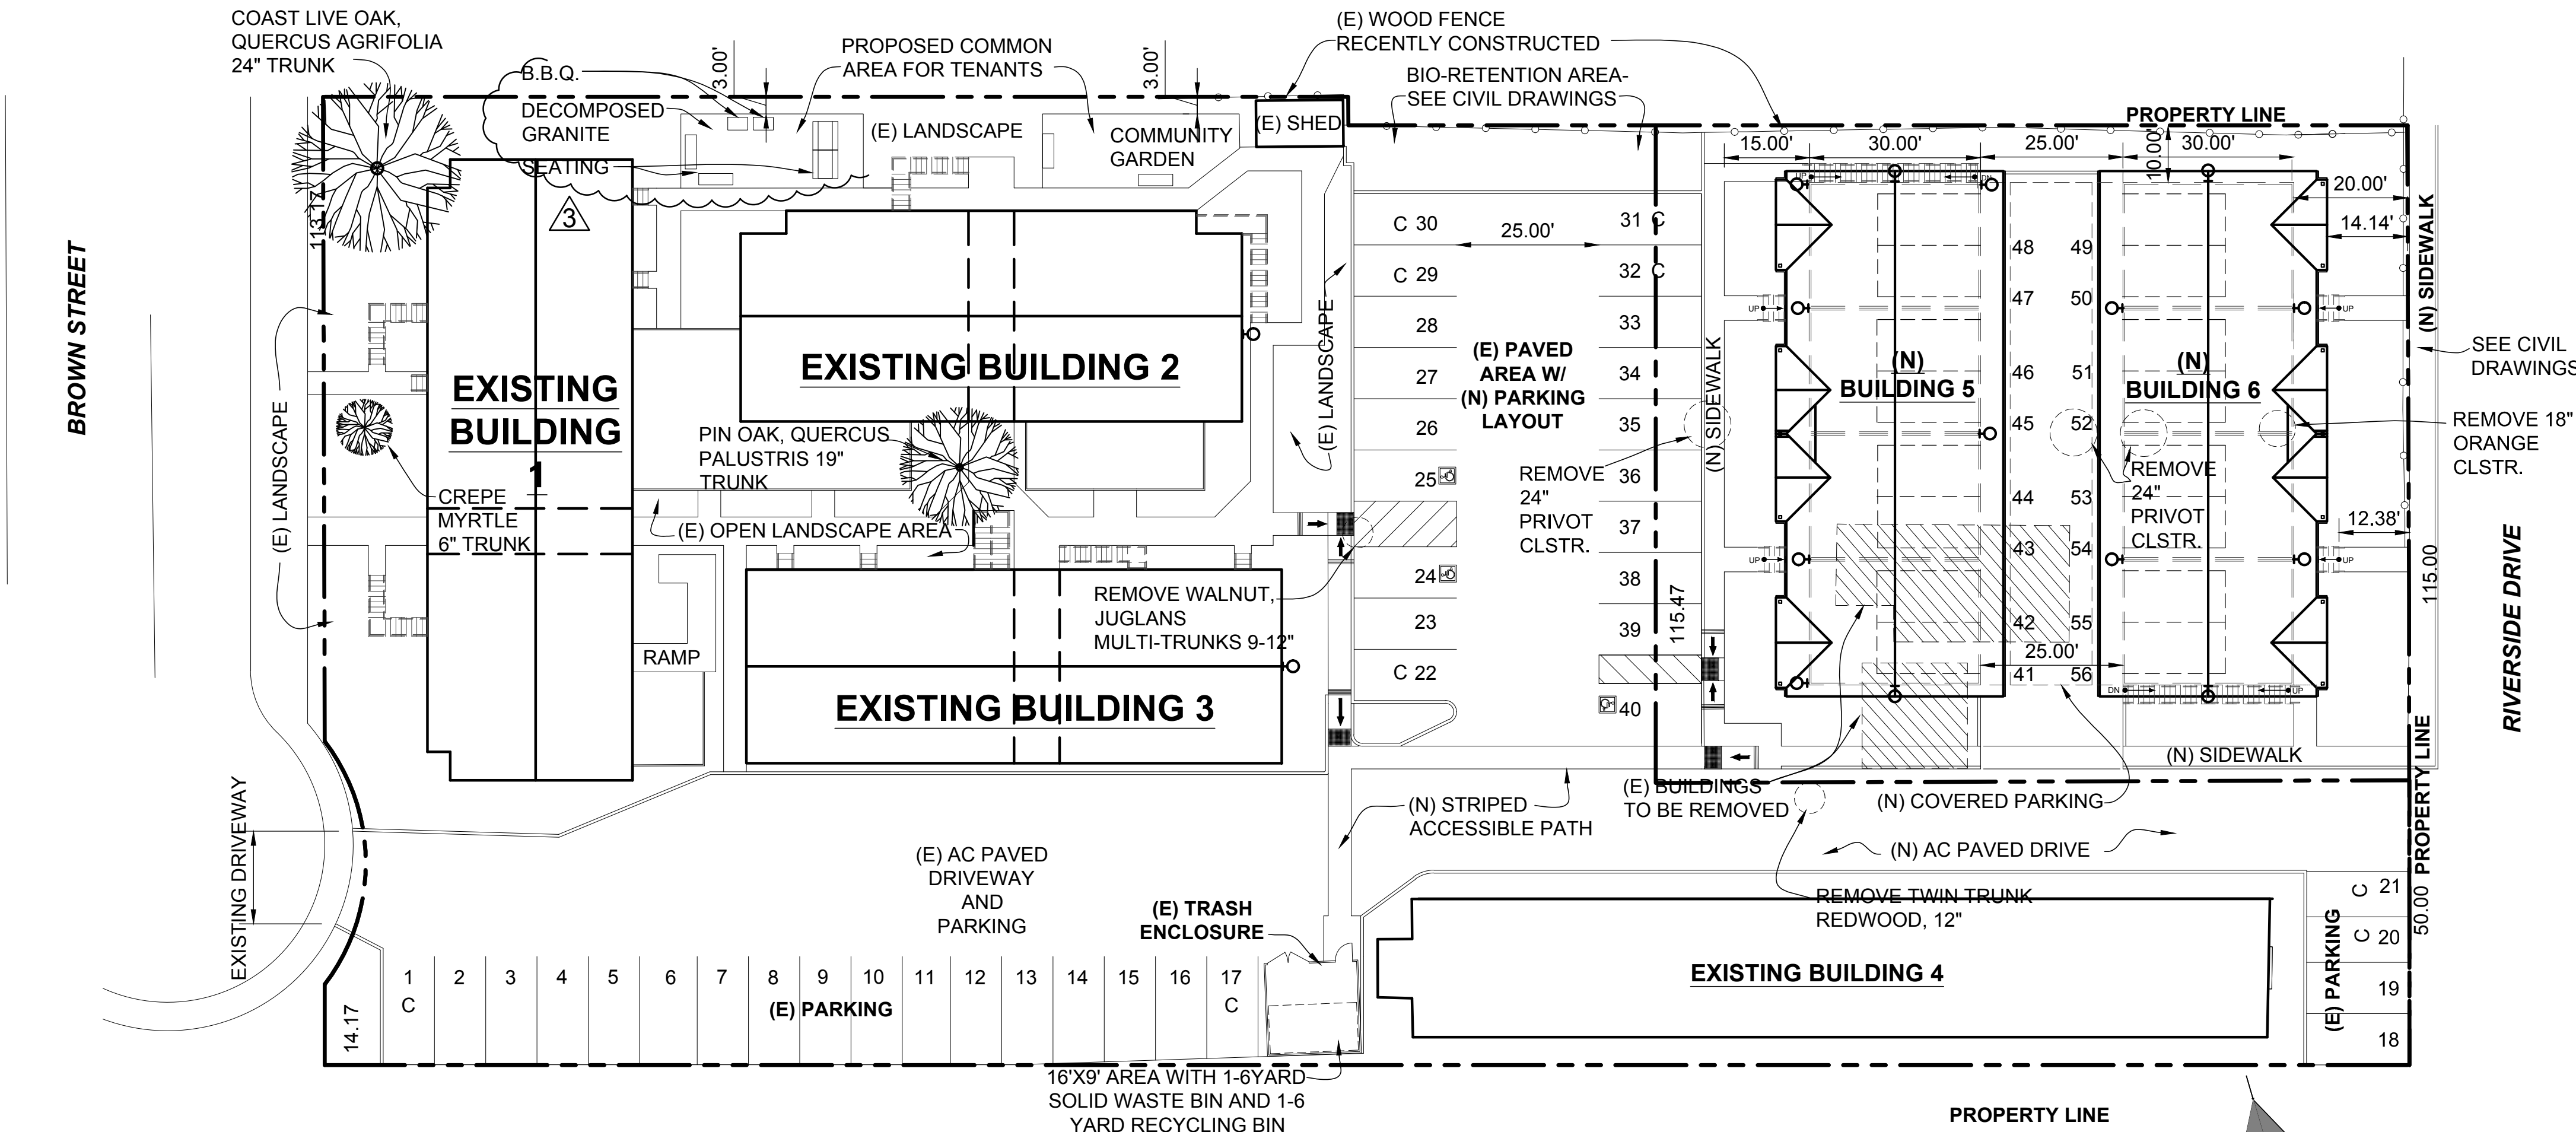 COAST LIVE OAK,
QUERCUS AGRIFOLIA
24" TRUNK
B.B.Q.
DECOMPOSED
GRANITE
SEATING
3.00'
PROPOSED COMMON
AREA FOR TENANTS
3.00'
(E) LANDSCAPE
COMMUNITY
GARDEN
(E) SHED
(E) WOOD FENCE
RECENTLY CONSTRUCTED
BIO-RETENTION AREA-
SEE CIVIL DRAWINGS
PROPERTY LINE
15.00'
30.00'
25.00'
30.00'
10.00'
20.00'
14.14'
(N) SIDEWALK
SEE CIVIL
DRAWINGS
BROWN STREET
113.17
3
EXISTING
BUILDING
1
EXISTING BUILDING 2
(E) LANDSCAPE
CREPE
MYRTLE
6" TRUNK
PIN OAK, QUERCUS
PALUSTRIS 19"
TRUNK
(E) OPEN LANDSCAPE AREA
(E) LANDSCAPE
C 30
C 29
28
27
26
25
24
23
C 22
25.00'
(E) PAVED
AREA W/
(N) PARKING
LAYOUT
31 C
32 C
33
34
35
36
37
38
39
40
REMOVE
24"
PRIVOT
CLSTR.
(N) SIDEWALK
115.47
UP
DN
UP
UP
(N)
BUILDING 5
48
47
46
45
44
43
42
41
49
50
51
52
53
54
55
56
25.00'
(N)
BUILDING 6
REMOVE
24"
PRIVOT
CLSTR.
UP
UP
DN
UP
REMOVE 18"
ORANGE
CLSTR.
12.38'
115.00
RIVERSIDE DRIVE
REMOVE WALNUT,
JUGLANS
MULTI-TRUNKS 9-12"
RAMP
EXISTING BUILDING 3
(N) SIDEWALK
(E) BUILDINGS
TO BE REMOVED
(N) COVERED PARKING
(N) STRIPED
ACCESSIBLE PATH
(N) AC PAVED DRIVE
REMOVE TWIN TRUNK
REDWOOD, 12"
PROPERTY LINE
50.00
EXISTING DRIVEWAY
(E) AC PAVED
DRIVEWAY
AND
PARKING
(E) TRASH
ENCLOSURE
EXISTING BUILDING 4
(E) PARKING
C 21
C 20
19
18
14.17
1
C
2
3
4
5
6
7
8
9
10
11
12
13
14
15
16
17
C
(E) PARKING
16'X9' AREA WITH 1-6YARD
SOLID WASTE BIN AND 1-6
YARD RECYCLING BIN
PROPERTY LINE